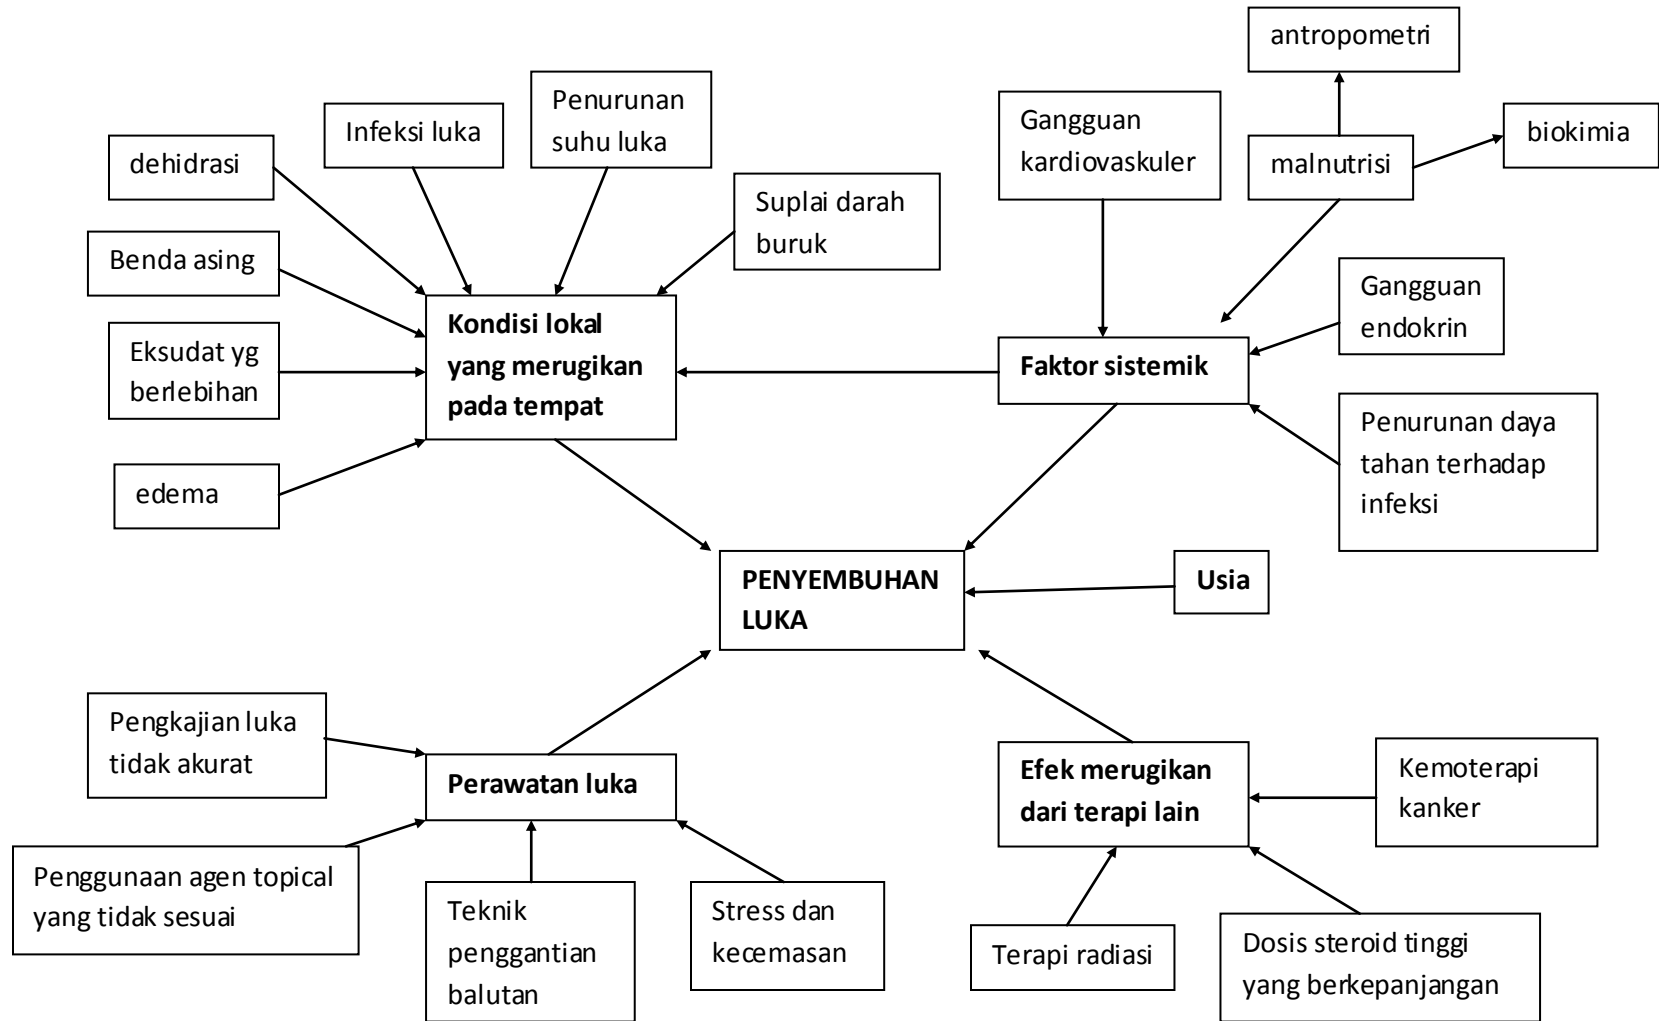 antropometri
Penurunan
suhu luka
Infeksi luka
Gangguan
kardiovaskuler
biokimia
dehidrasi
malnutrisi
Suplai darah
buruk
Benda asing
Gangguan
endokrin
Kondisi lokal
yang merugikan
pada tempat
Eksudat yg
berlebihan
Faktor sistemik
Penurunan daya
tahan terhadap
infeksi
edema
PENYEMBUHAN
LUKA
Usia
Pengkajian luka
tidak akurat
Perawatan luka
Efek merugikan
dari terapi lain
Kemoterapi
kanker
Penggunaan agen topical
yang tidak sesuai
Teknik
penggantian
balutan
Stress dan
kecemasan
Terapi radiasi
Dosis steroid tinggi
yang berkepanjangan